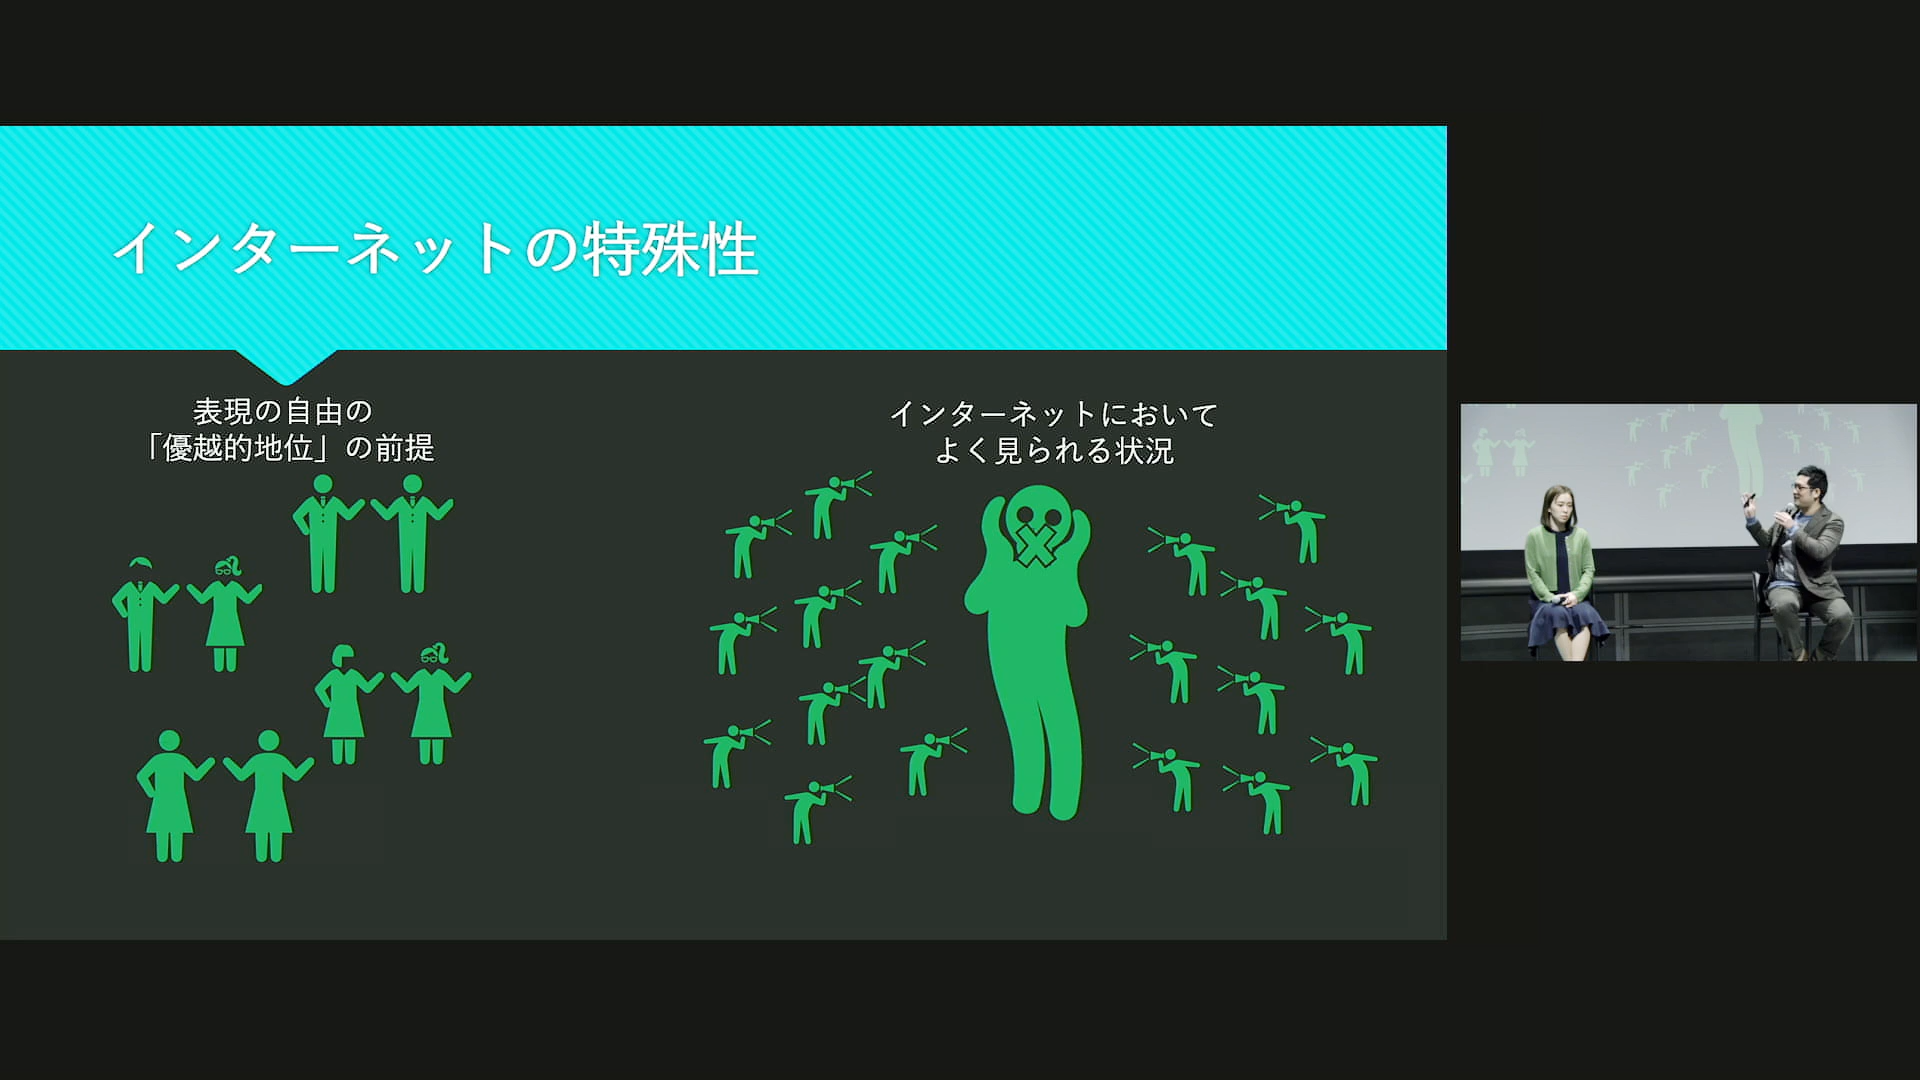 インターネットの特殊性
表現の自由の
「優越的地位」の前提
インターネットにおいて
よく見られる状況